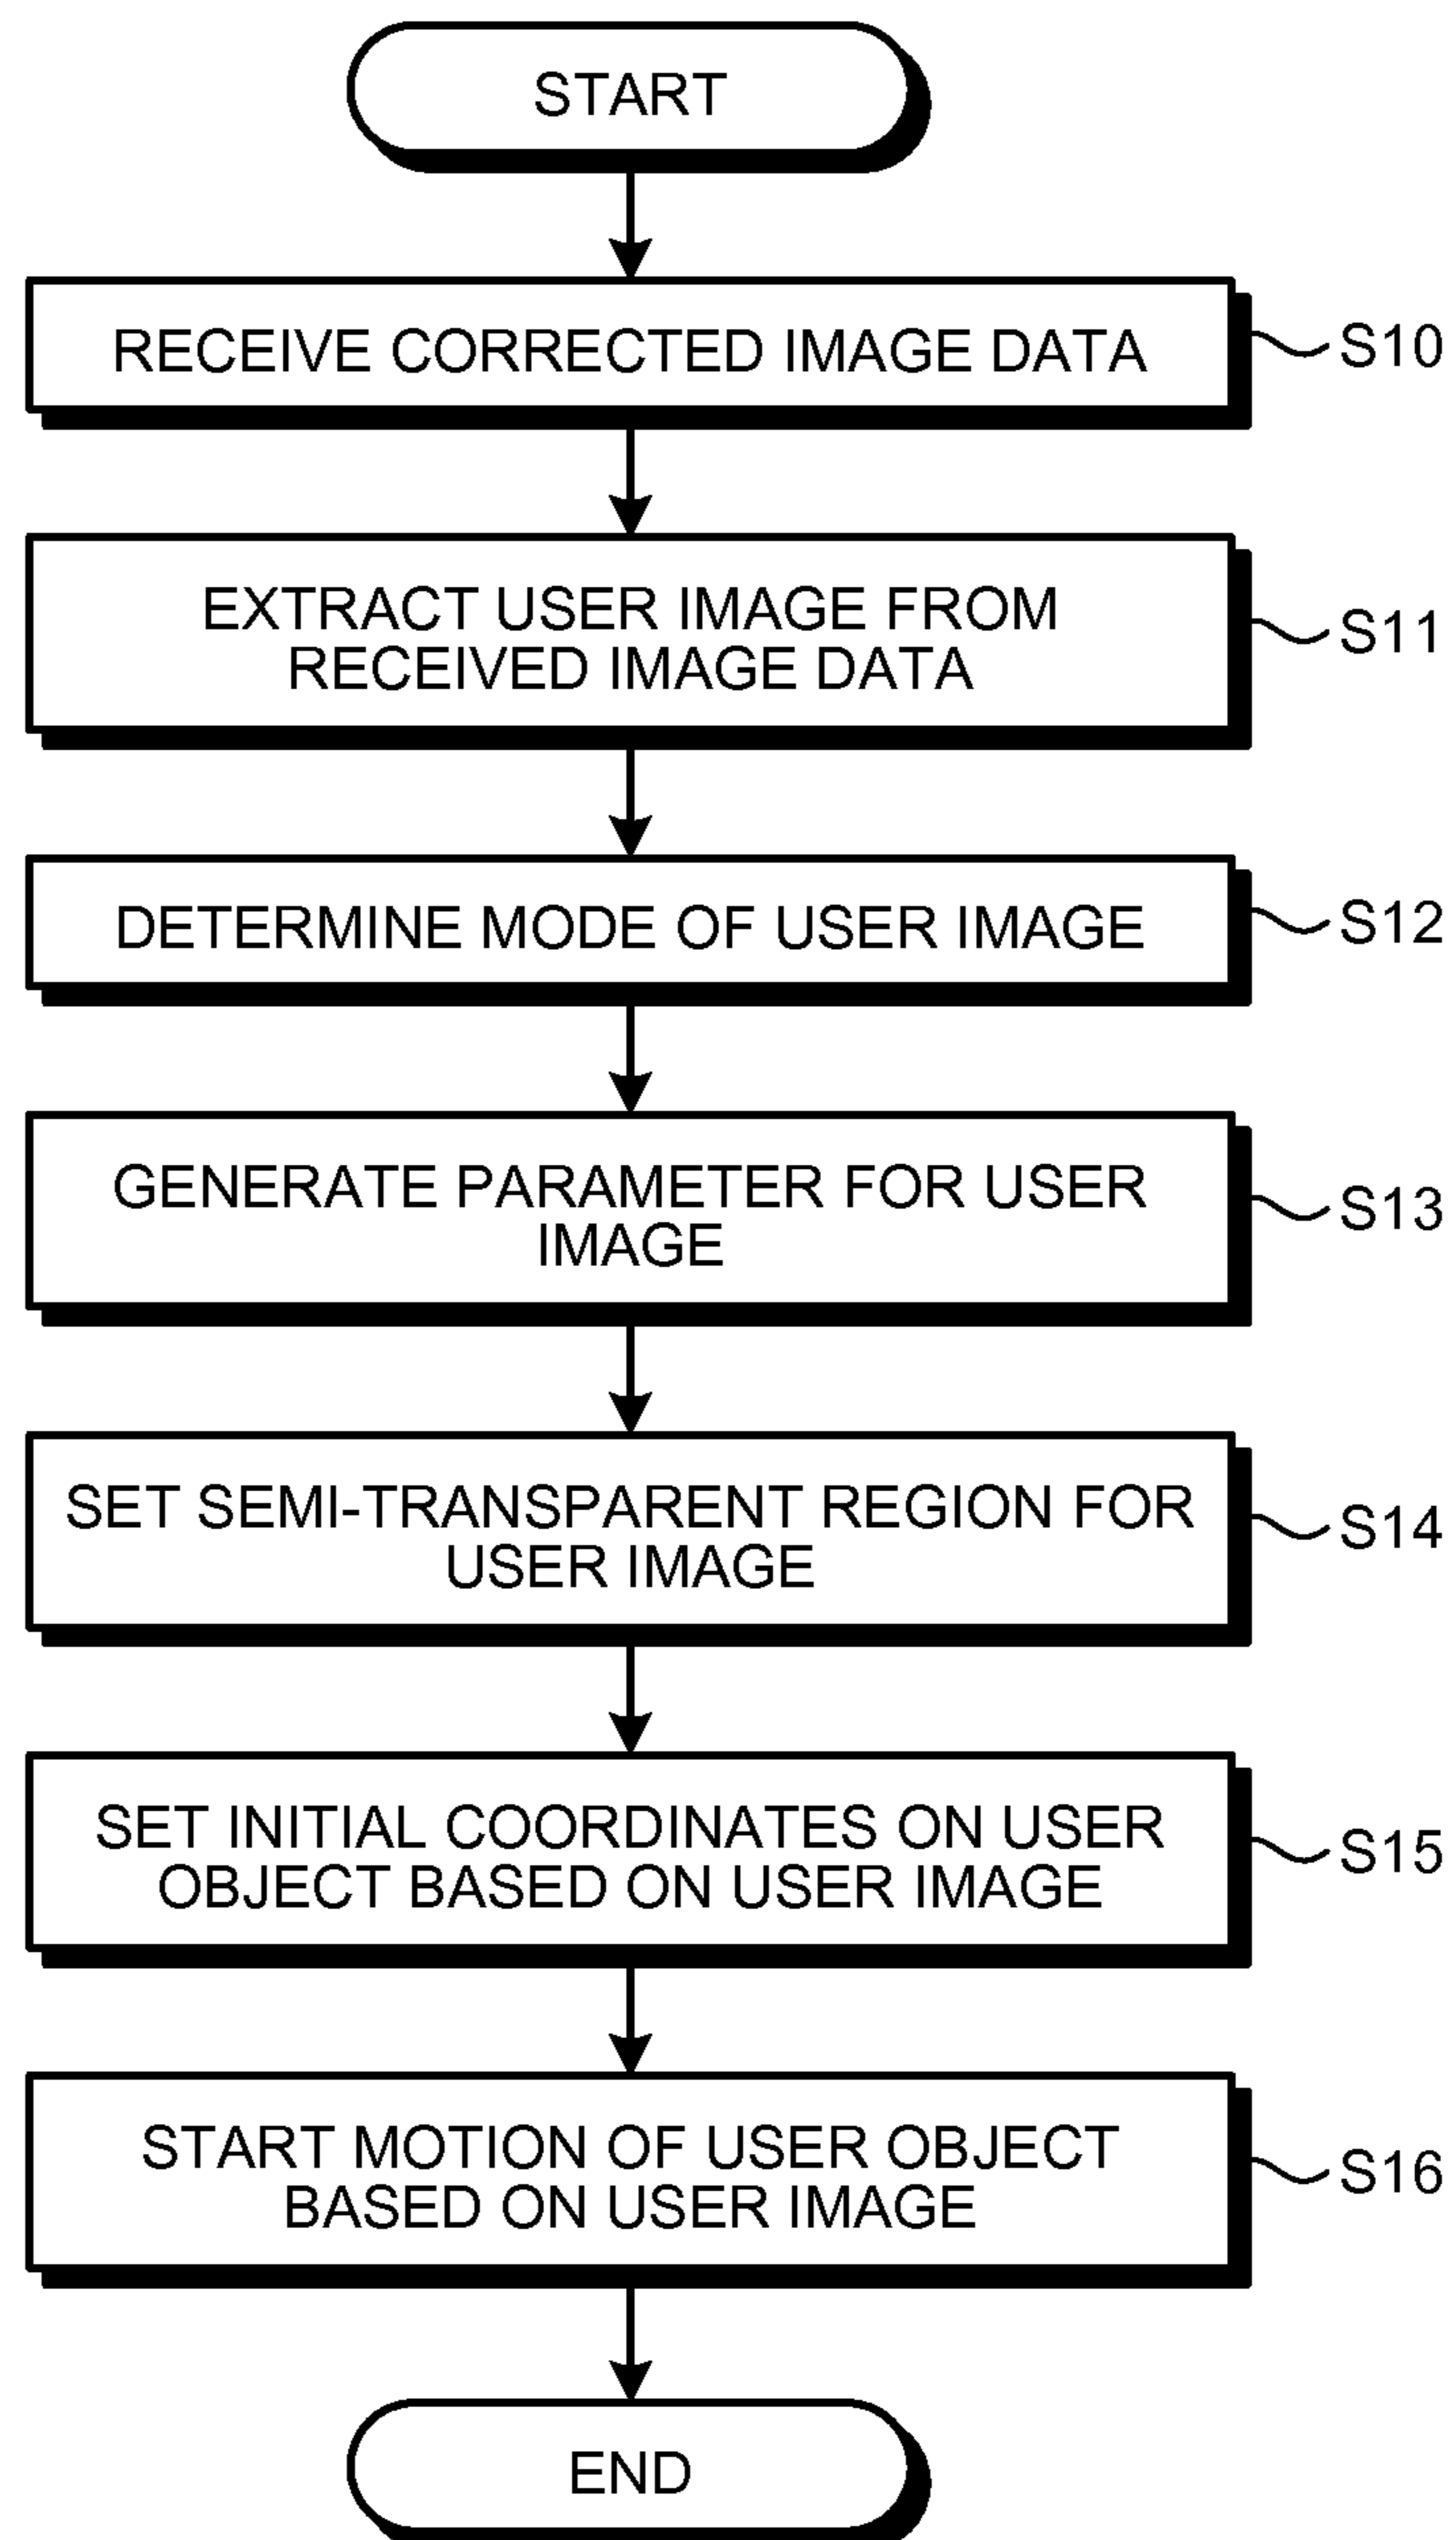 START
RECEIVE CORRECTED IMAGE DATA
S10
EXTRACT USER IMAGE FROM
RECEIVED IMAGE DATA
S11
DETERMINE MODE OF USER IMAGE
S12
GENERATE PARAMETER FOR USER
IMAGE
S13
SET SEMI-TRANSPARENT REGION FOR
USER IMAGE
S14
SET INITIAL COORDINATES ON USER
OBJECT BASED ON USER IMAGE
S15
START MOTION OF USER OBJECT
BASED ON USER IMAGE
S16
END